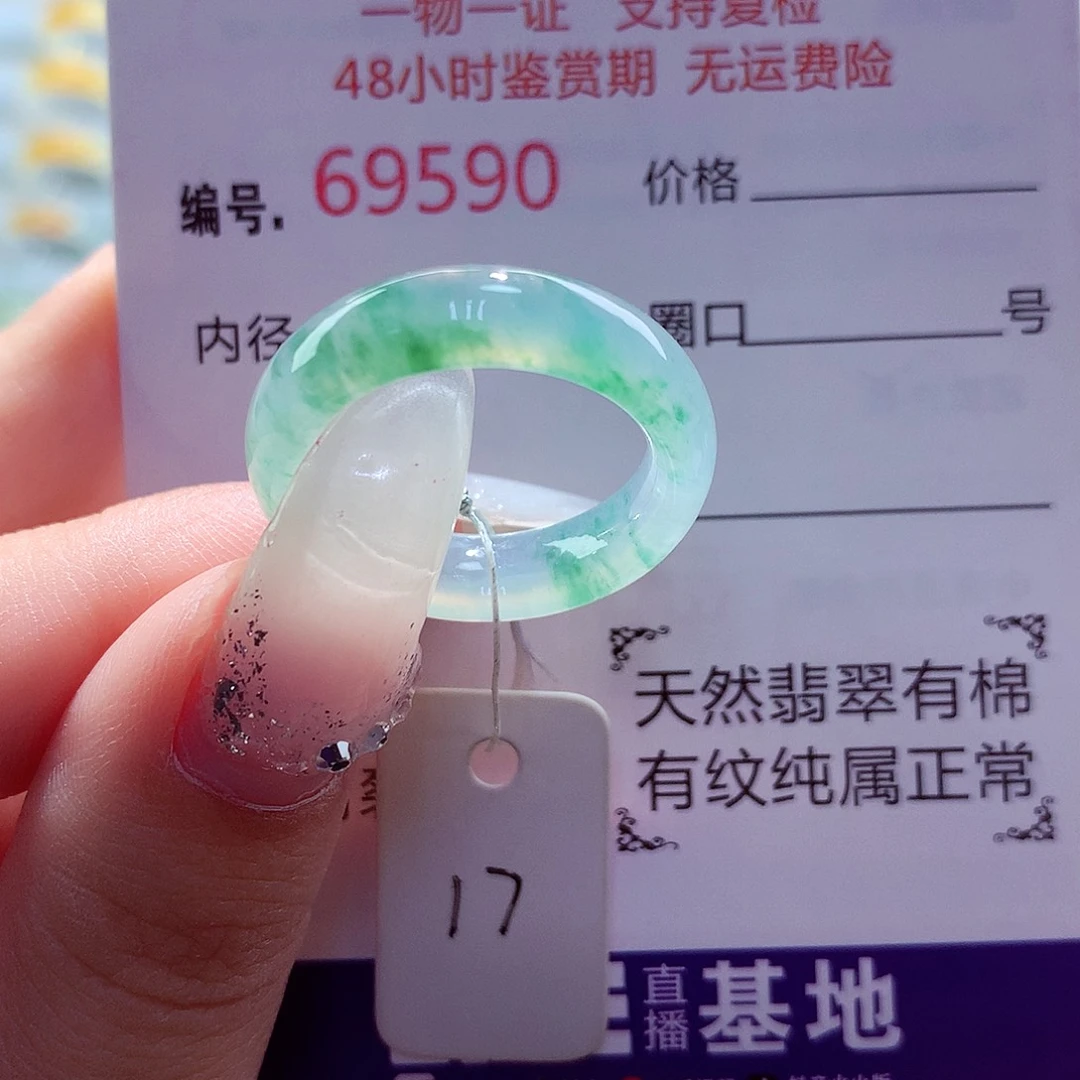 一物一证 支持复检
48小时鉴赏期 无运费险
编号. 69590 价格
内径 圈口 号
天然翡翠有棉
有纹纯属正常
17
直播基地